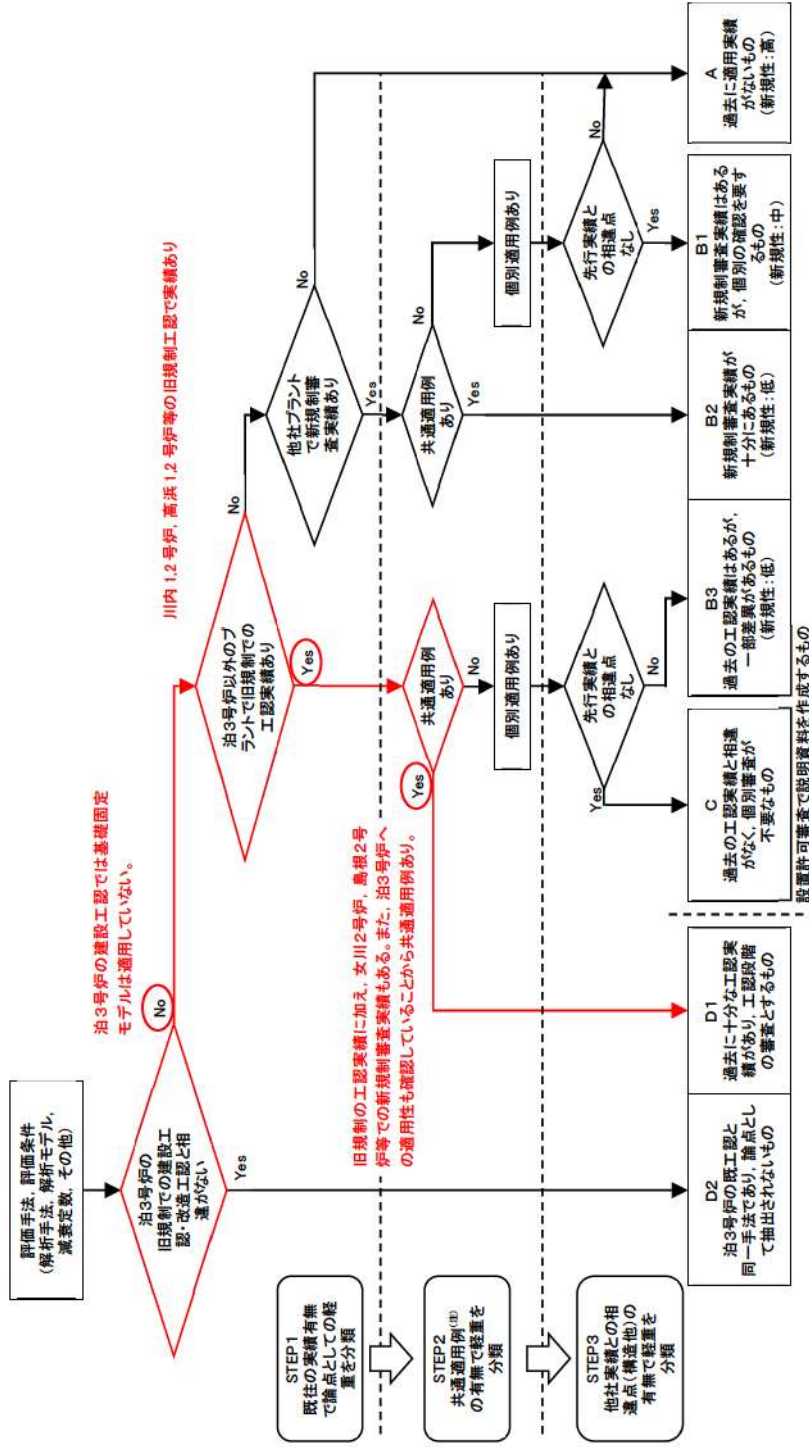 評価手法，評価条件
(解析手法，解析モデル，
減衰定数，その他)
泊3号炉の
旧規制での建設工
認・改造工認と相
違がない
No
Yes
泊3号炉の建設工認では基礎固定
モデルは適用していない。
泊3号炉以外のプ
ラントで旧規制での
工認実績あり
No
Yes
川内 1,2 号炉，高浜 1,2 号炉等の旧規制工認で実績あり
他社プラント
で新規制審
査実績あり
No
Yes
STEP1
既往の実績有無
で論点としての軽
重を分類
STEP2
共通適用例(注)
の有無で軽重を
分類
STEP3
他社実績との相
違点(構造他)の
有無で軽重を
分類
旧規制の工認実績に加え，女川2号炉，島根2号
炉等での新規制審査実績もある。また，泊3号炉へ
の適用性も確認していることから共通適用例あり。
共通適用例
あり
Yes
No
個別適用例あり
先行実績と
の相違点
なし
Yes
No
共通適用例
あり
No
Yes
個別適用例あり
先行実績と
の相違点
なし
No
Yes
D2
泊3号炉の既工認と
同一手法であり，論点とし
て抽出されないもの
D1
過去に十分な工認実
績があり，工認段階
の審査とするもの
C
過去の工認実績と相違
がなく，個別審査が
不要なもの
B3
過去の工認実績はあるが，
一部差異があるもの
(新規性：低)
B2
新規制審査実績が
十分にあるもの
(新規性：低)
B1
新規制審査実績はある
が，個別の確認を要す
るもの
(新規性：中)
A
過去に適用実績
がないもの
(新規性：高)
設置許可審査で説明資料を作成するもの